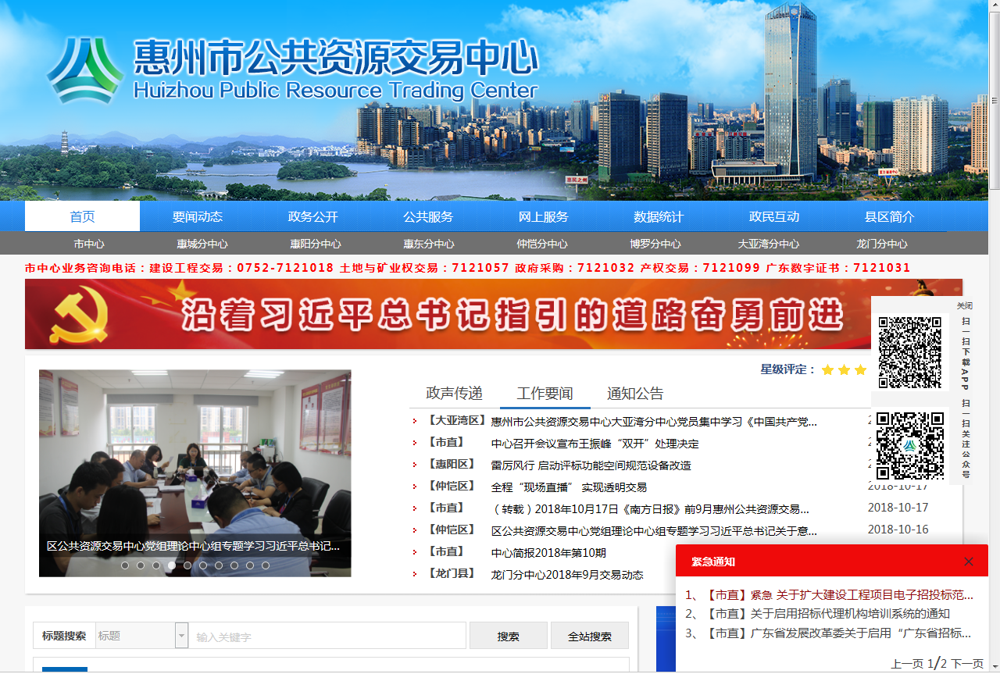 惠州市公共资源交易中心
Huizhou Public Resource Trading Center
惠民之州
首页 要闻动态 政务公开 公共服务 网上服务 数据统计 政民互动 县区简介
市中心 惠城分中心 惠阳分中心 惠东分中心 仲恺分中心 博罗分中心 大亚湾分中心 龙门分中心
市中心业务咨询电话：建设工程交易：0752-7121018 土地与矿业权交易：7121057 政府采购：7121032 产权交易：7121099 广东数字证书：7121031
沿着习近平总书记指引的道路奋勇前进
关闭
扫一扫下载APP
扫一扫关注公众号
星级评定：
政声传递 工作要闻 通知公告
【大亚湾区】 惠州市公共资源交易中心大亚湾分中心党员集中学习《中国共产党...
【市直】 中心召开会议宣布王振峰“双开”处理决定
【惠阳区】 雷厉风行 启动评标功能空间规范设备改造
【仲恺区】 全程“现场直播” 实现透明交易 2018-10-17
【市直】 （转载）2018年10月17日《南方日报》前9月惠州公共资源交易... 2018-10-17
【仲恺区】 区公共资源交易中心党组理论中心组专题学习习近平总书记关于意... 2018-10-16
【市直】 中心简报2018年第10期
【龙门县】 龙门分中心2018年9月交易动态
区公共资源交易中心党组理论中心组专题学习习近平总书记...
紧急通知
1、【市直】紧急 关于扩大建设工程项目电子招投标范...
2、【市直】关于启用招标代理机构培训系统的通知
3、【市直】广东省发展改革委关于启用“广东省招标...
上一页 1/2 下一页
标题搜索 标题 输入关键字 搜索 全站搜索